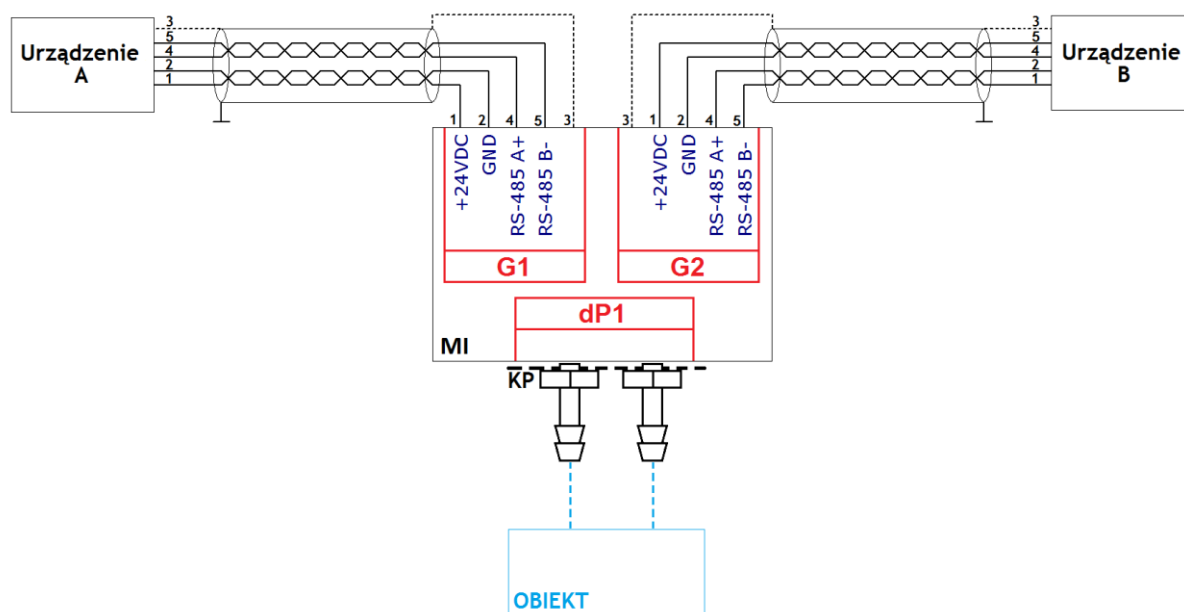 3
5
4
2
1
Urządzenie
A
3
5
4
2
1
Urządzenie
B
1 2 4 5 3
3 1 2 4 5
+24VDC
GND
RS-485 A+
RS-485 B-
+24VDC
GND
RS-485 A+
RS-485 B-
G1
G2
dP1
MI
KP
OBIEKT